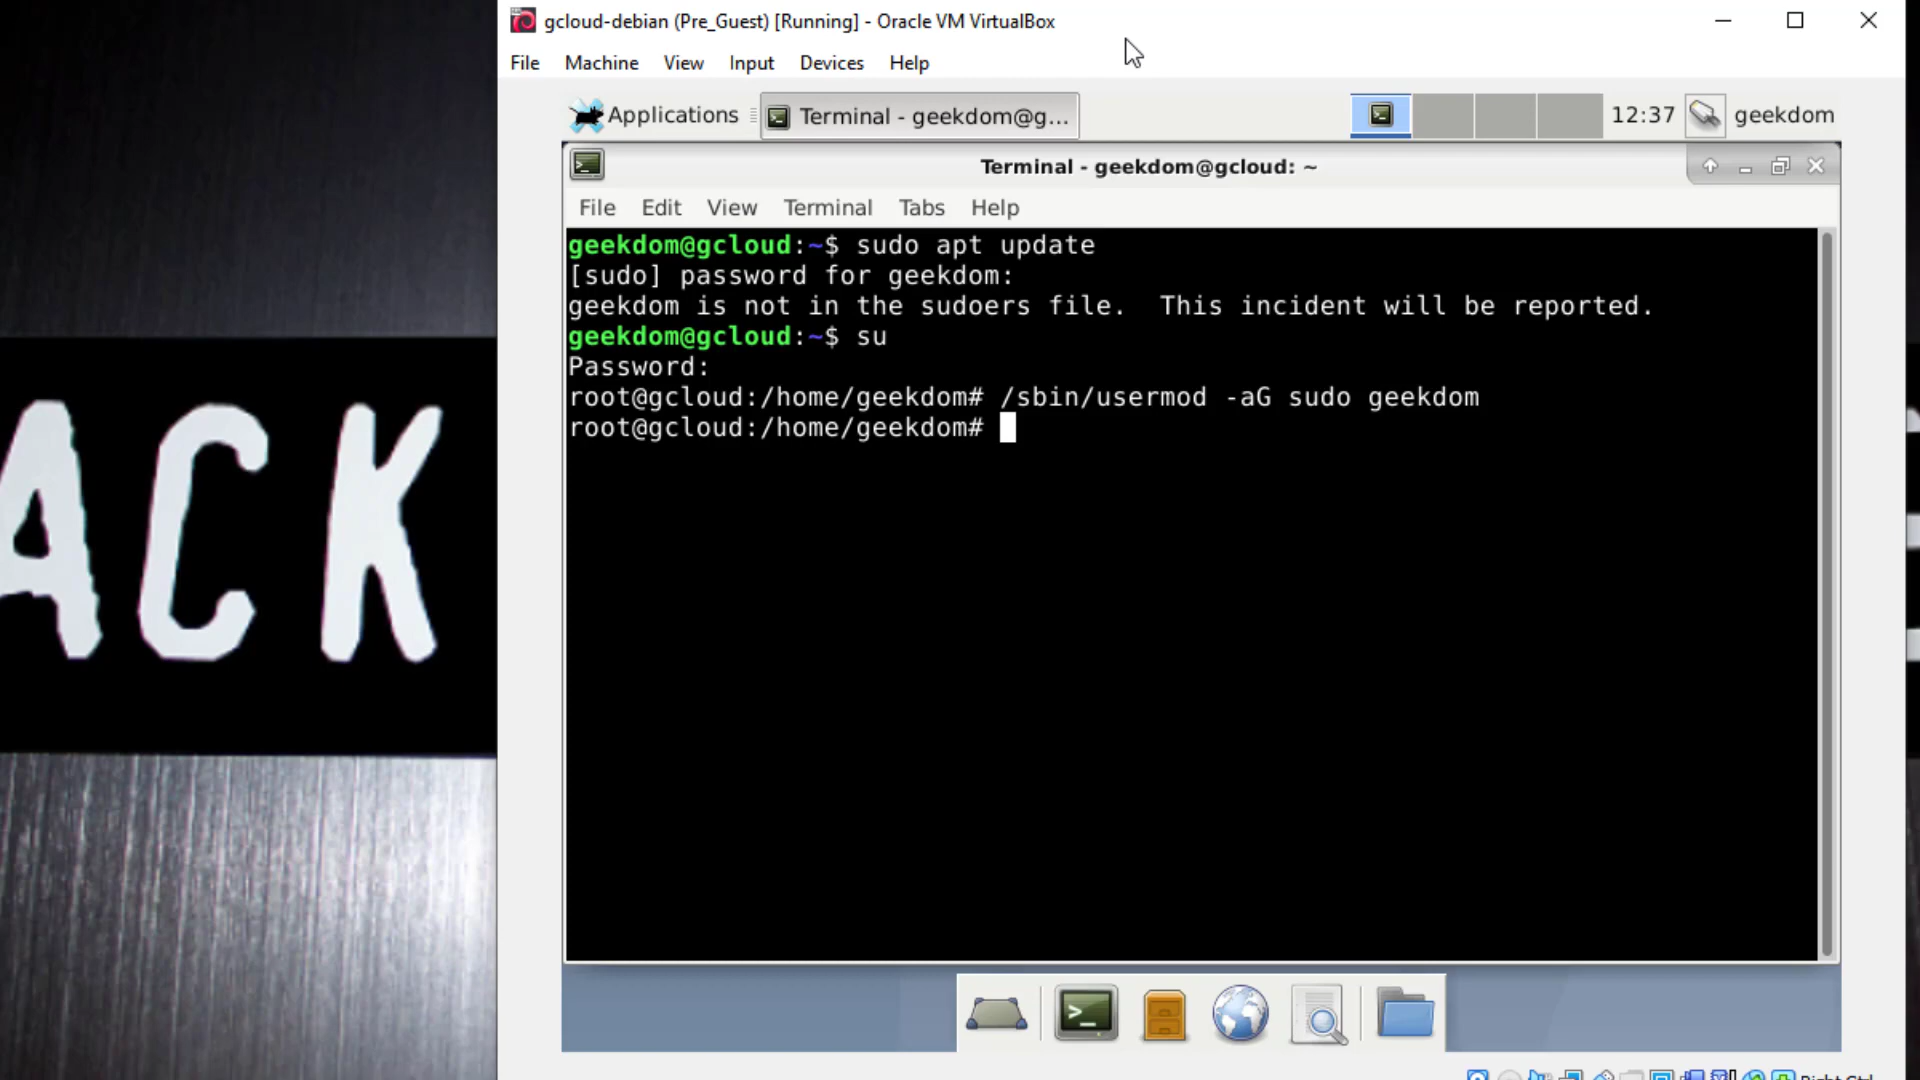 gcloud-debian (Pre_Guest) [Running] - Oracle VM VirtualBox
File Machine View Input Devices Help
Applications Terminal - geekdom@g... 12:37 geekdom
Terminal - geekdom@gcloud: ~
File Edit View Terminal Tabs Help
geekdom@gcloud:~$ sudo apt update
[sudo] password for geekdom:
geekdom is not in the sudoers file.  This incident will be reported.
geekdom@gcloud:~$ su
Password:
root@gcloud:/home/geekdom# /sbin/usermod -aG sudo geekdom
root@gcloud:/home/geekdom#
ACK
Right Ctrl